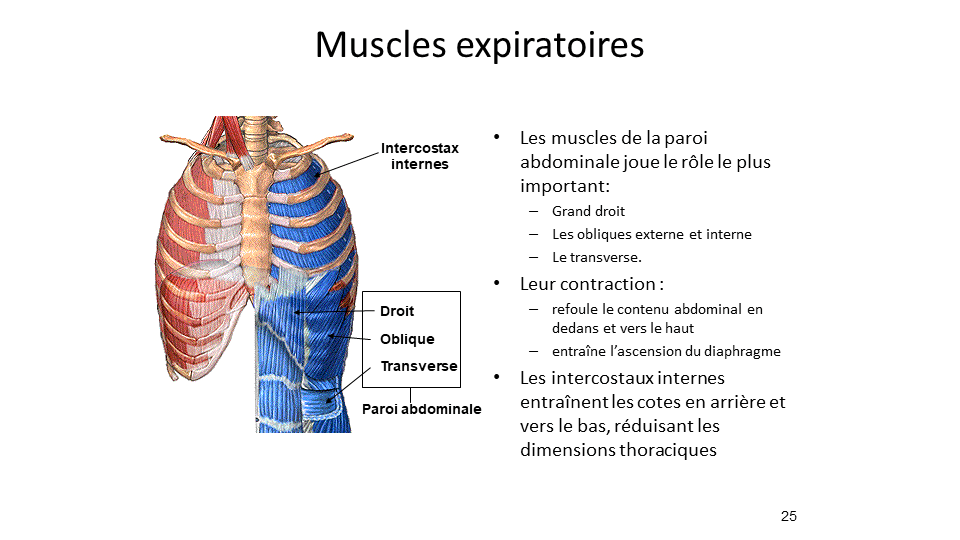 Muscles expiratoires
Intercostax
internes
Droit
Oblique
Transverse
Paroi abdominale
• Les muscles de la paroi
abdominale joue le rôle le plus
important:
– Grand droit
– Les obliques externe et interne
– Le transverse.
• Leur contraction :
– refoule le contenu abdominal en
dedans et vers le haut
– entraîne l’ascension du diaphragme
• Les intercostaux internes
entraînent les cotes en arrière et
vers le bas, réduisant les
dimensions thoraciques
25